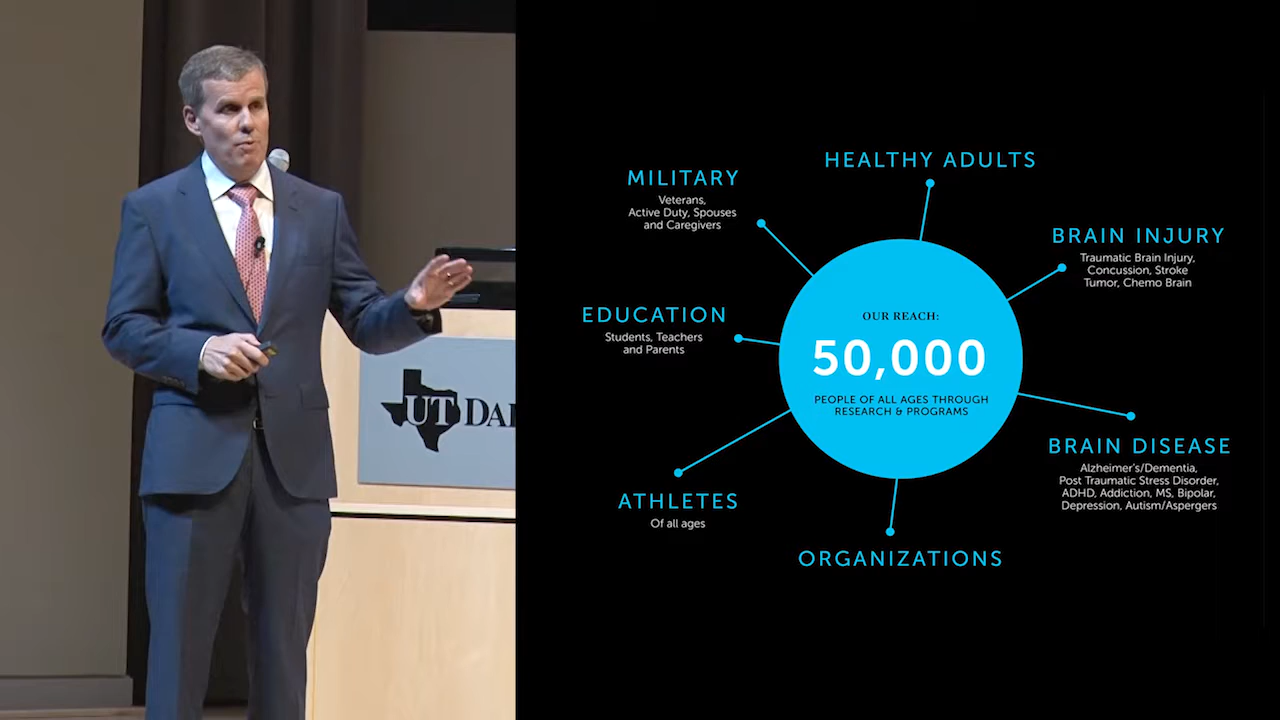 UT DA
HEALTHY ADULTS
MILITARY
Veterans,
Active Duty, Spouses
and Caregivers
BRAIN INJURY
Traumatic Brain Injury,
Concussion, Stroke
Tumor, Chemo Brain
EDUCATION
Students, Teachers
and Parents
OUR REACH:
50,000
PEOPLE OF ALL AGES THROUGH
RESEARCH & PROGRAMS
BRAIN DISEASE
Alzheimer's/Dementia,
Post Traumatic Stress Disorder,
ADHD, Addiction, MS, Bipolar,
Depression, Autism/Aspergers
ATHLETES
Of all ages
ORGANIZATIONS